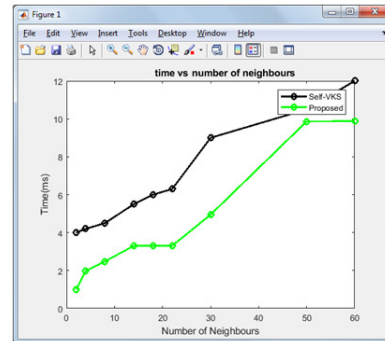 Figure 1
File Edit View Insert Tools Desktop Window Help
time vs number of neighbours
Self-VKS
Proposed
12
10
8
6
4
2
0
Time(ms)
0 10 20 30 40 50 60
Number of Neighbours